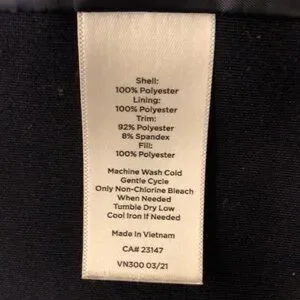 Shell:
100% Polyester
Lining:
100% Polyester
Trim:
92% Polyester
8% Spandex
Fill:
100% Polyester
Machine Wash Cold
Gentle Cycle
Only Non-Chlorine Bleach
When Needed
Tumble Dry Low
Cool Iron If Needed
Made in Vietnam
CA# 23147
VN300 03/21